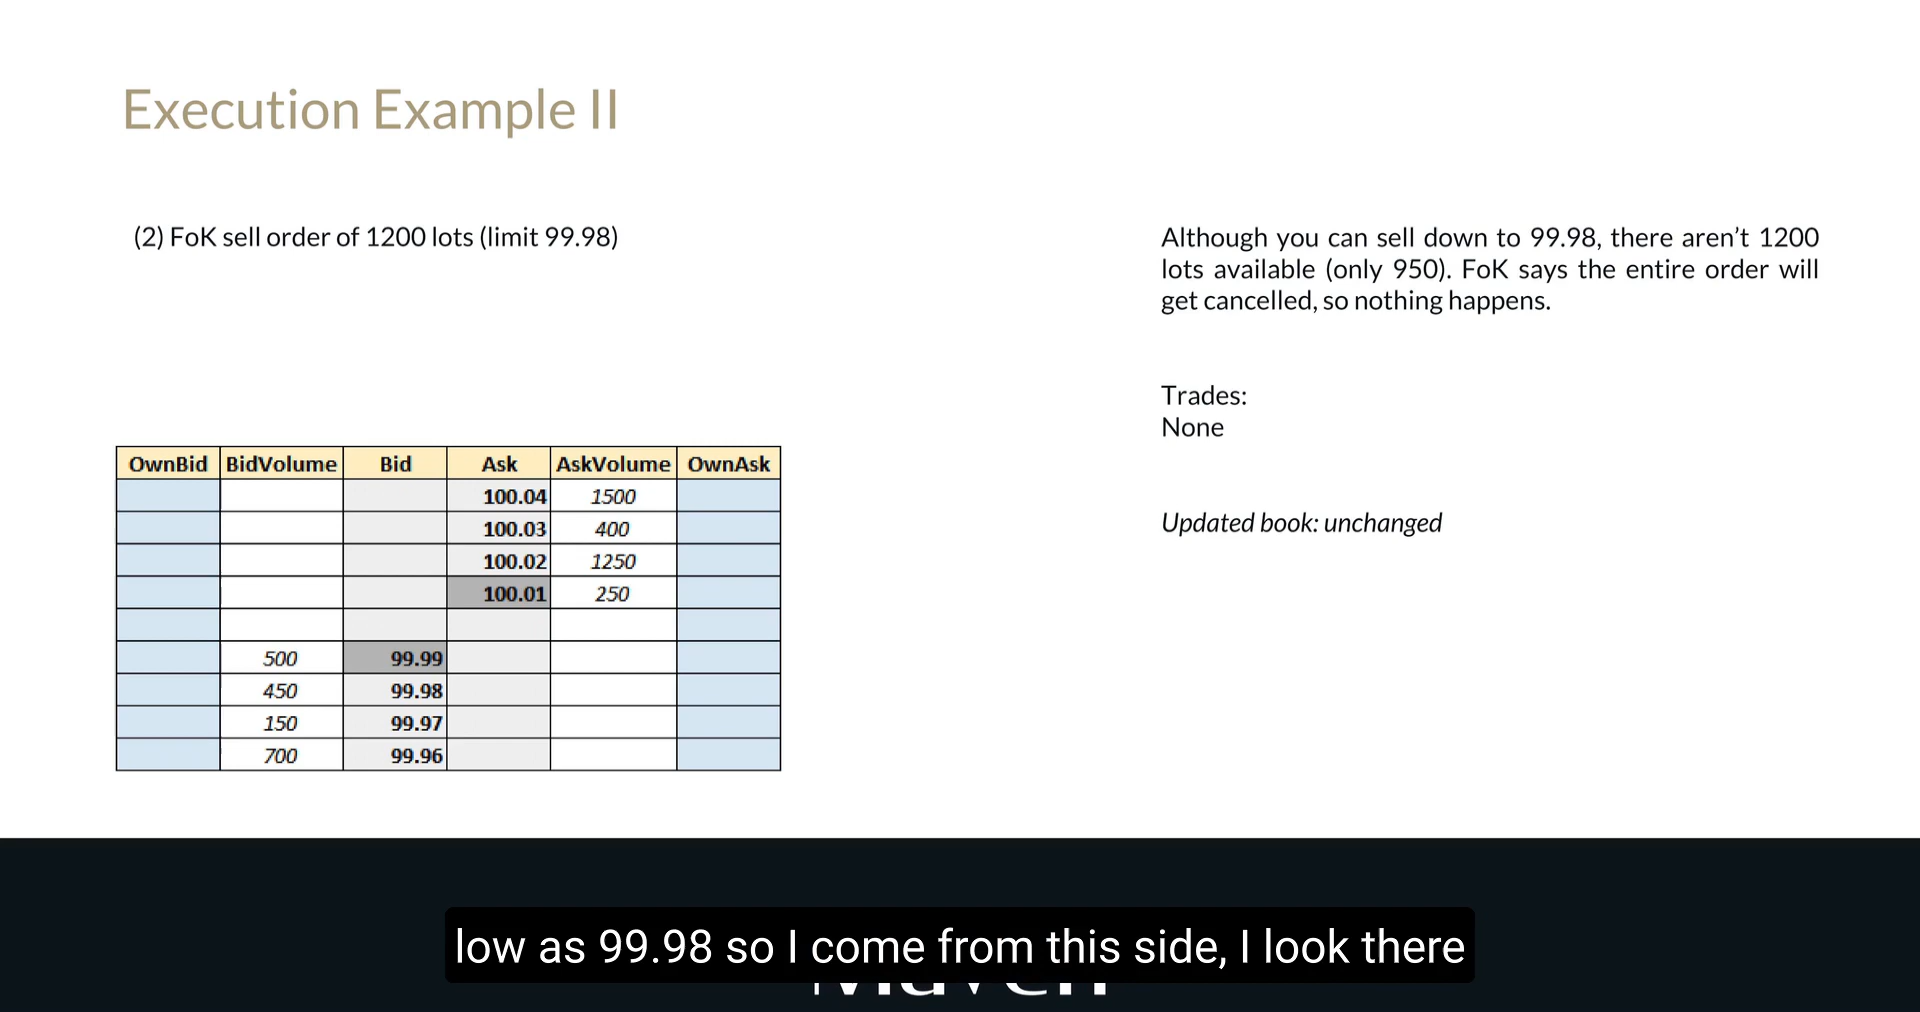 Execution Example II
(2) FoK sell order of 1200 lots (limit 99.98)
Although you can sell down to 99.98, there aren't 1200
lots available (only 950). FoK says the entire order will
get cancelled, so nothing happens.
Trades:
None
Updated book: unchanged
OwnBid BidVolume Bid Ask AskVolume OwnAsk
100.04 1500
100.03 400
100.02 1250
100.01 250
500 99.99
450 99.98
150 99.97
700 99.96
low as 99.98 so I come from this side, I look there